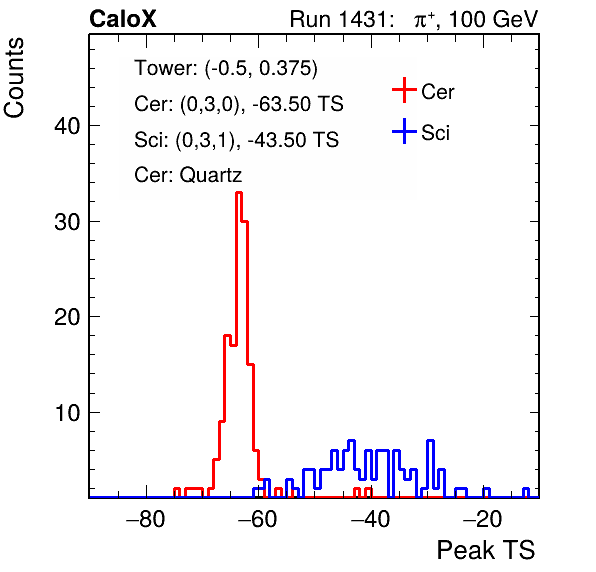 CaloX Run 1431: π⁺, 100 GeV
Counts
Tower: (-0.5, 0.375)
Cer: (0,3,0), -63.50 TS
Sci: (0,3,1), -43.50 TS
Cer: Quartz
Cer
Sci
40
30
20
10
−80 −60 −40 −20
Peak TS